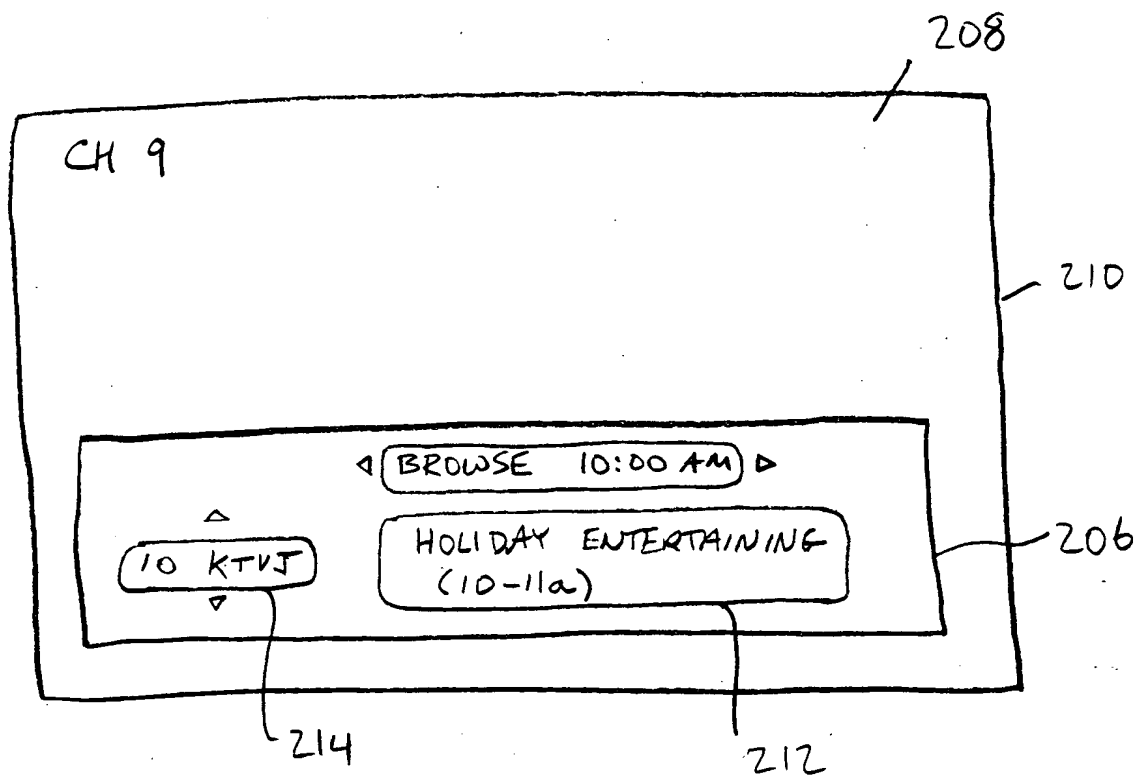 208
CH 9
210
◁ BROWSE 10:00 AM ▷
HOLIDAY ENTERTAINING
(10-11a)
206
△
10 KTVJ
▽
214
212